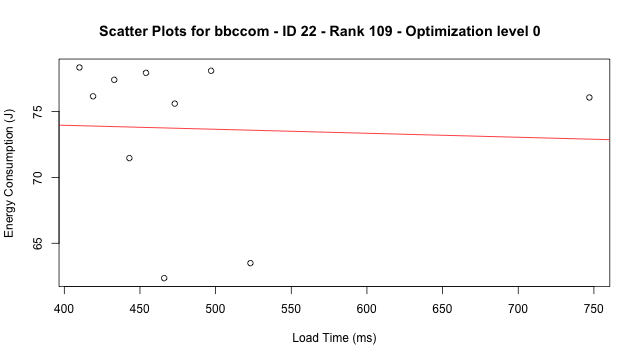 Scatter Plots for bbccom - ID 22 - Rank 109 - Optimization level 0
Energy Consumption (J)
75
70
65
400 450 500 550 600 650 700 750
Load Time (ms)